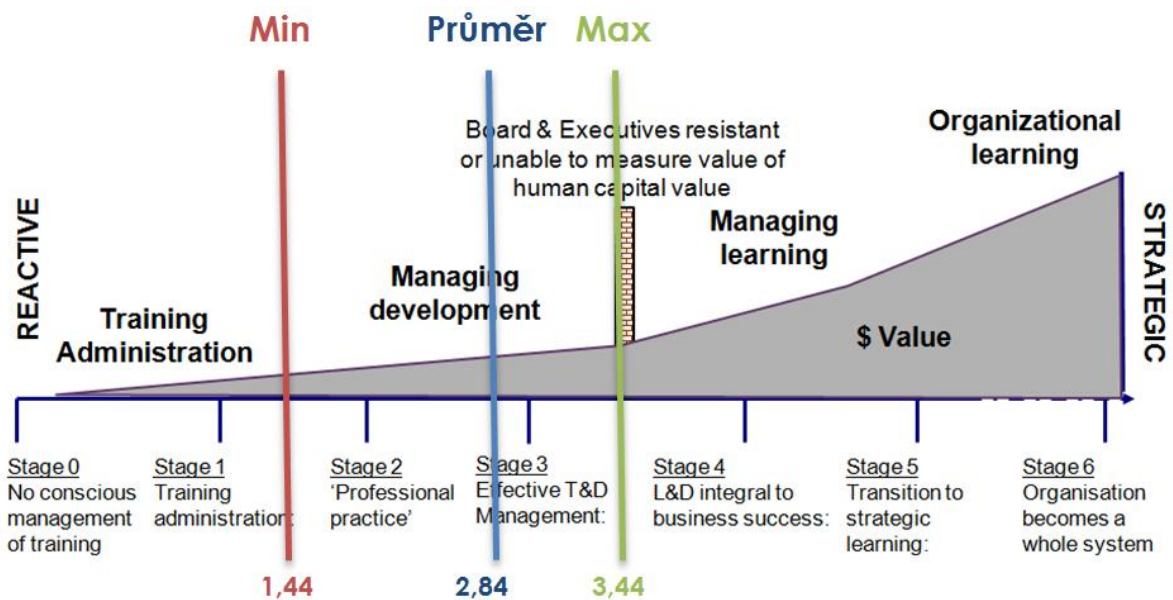 Min
Průměr
Max
Board & Executives resistant
or unable to measure value of
human capital value
Organizational
learning
REACTIVE
STRATEGIC
Managing
learning
Managing
development
Training
Administration
$ Value
Stage 0
No conscious
management
of training
Stage 1
Training
administration:
Stage 2
‘Professional
practice’
Stage 3
Effective T&D
Management:
Stage 4
L&D integral to
business success:
Stage 5
Transition to
strategic
learning:
Stage 6
Organisation
becomes a
whole system
1,44
2,84
3,44